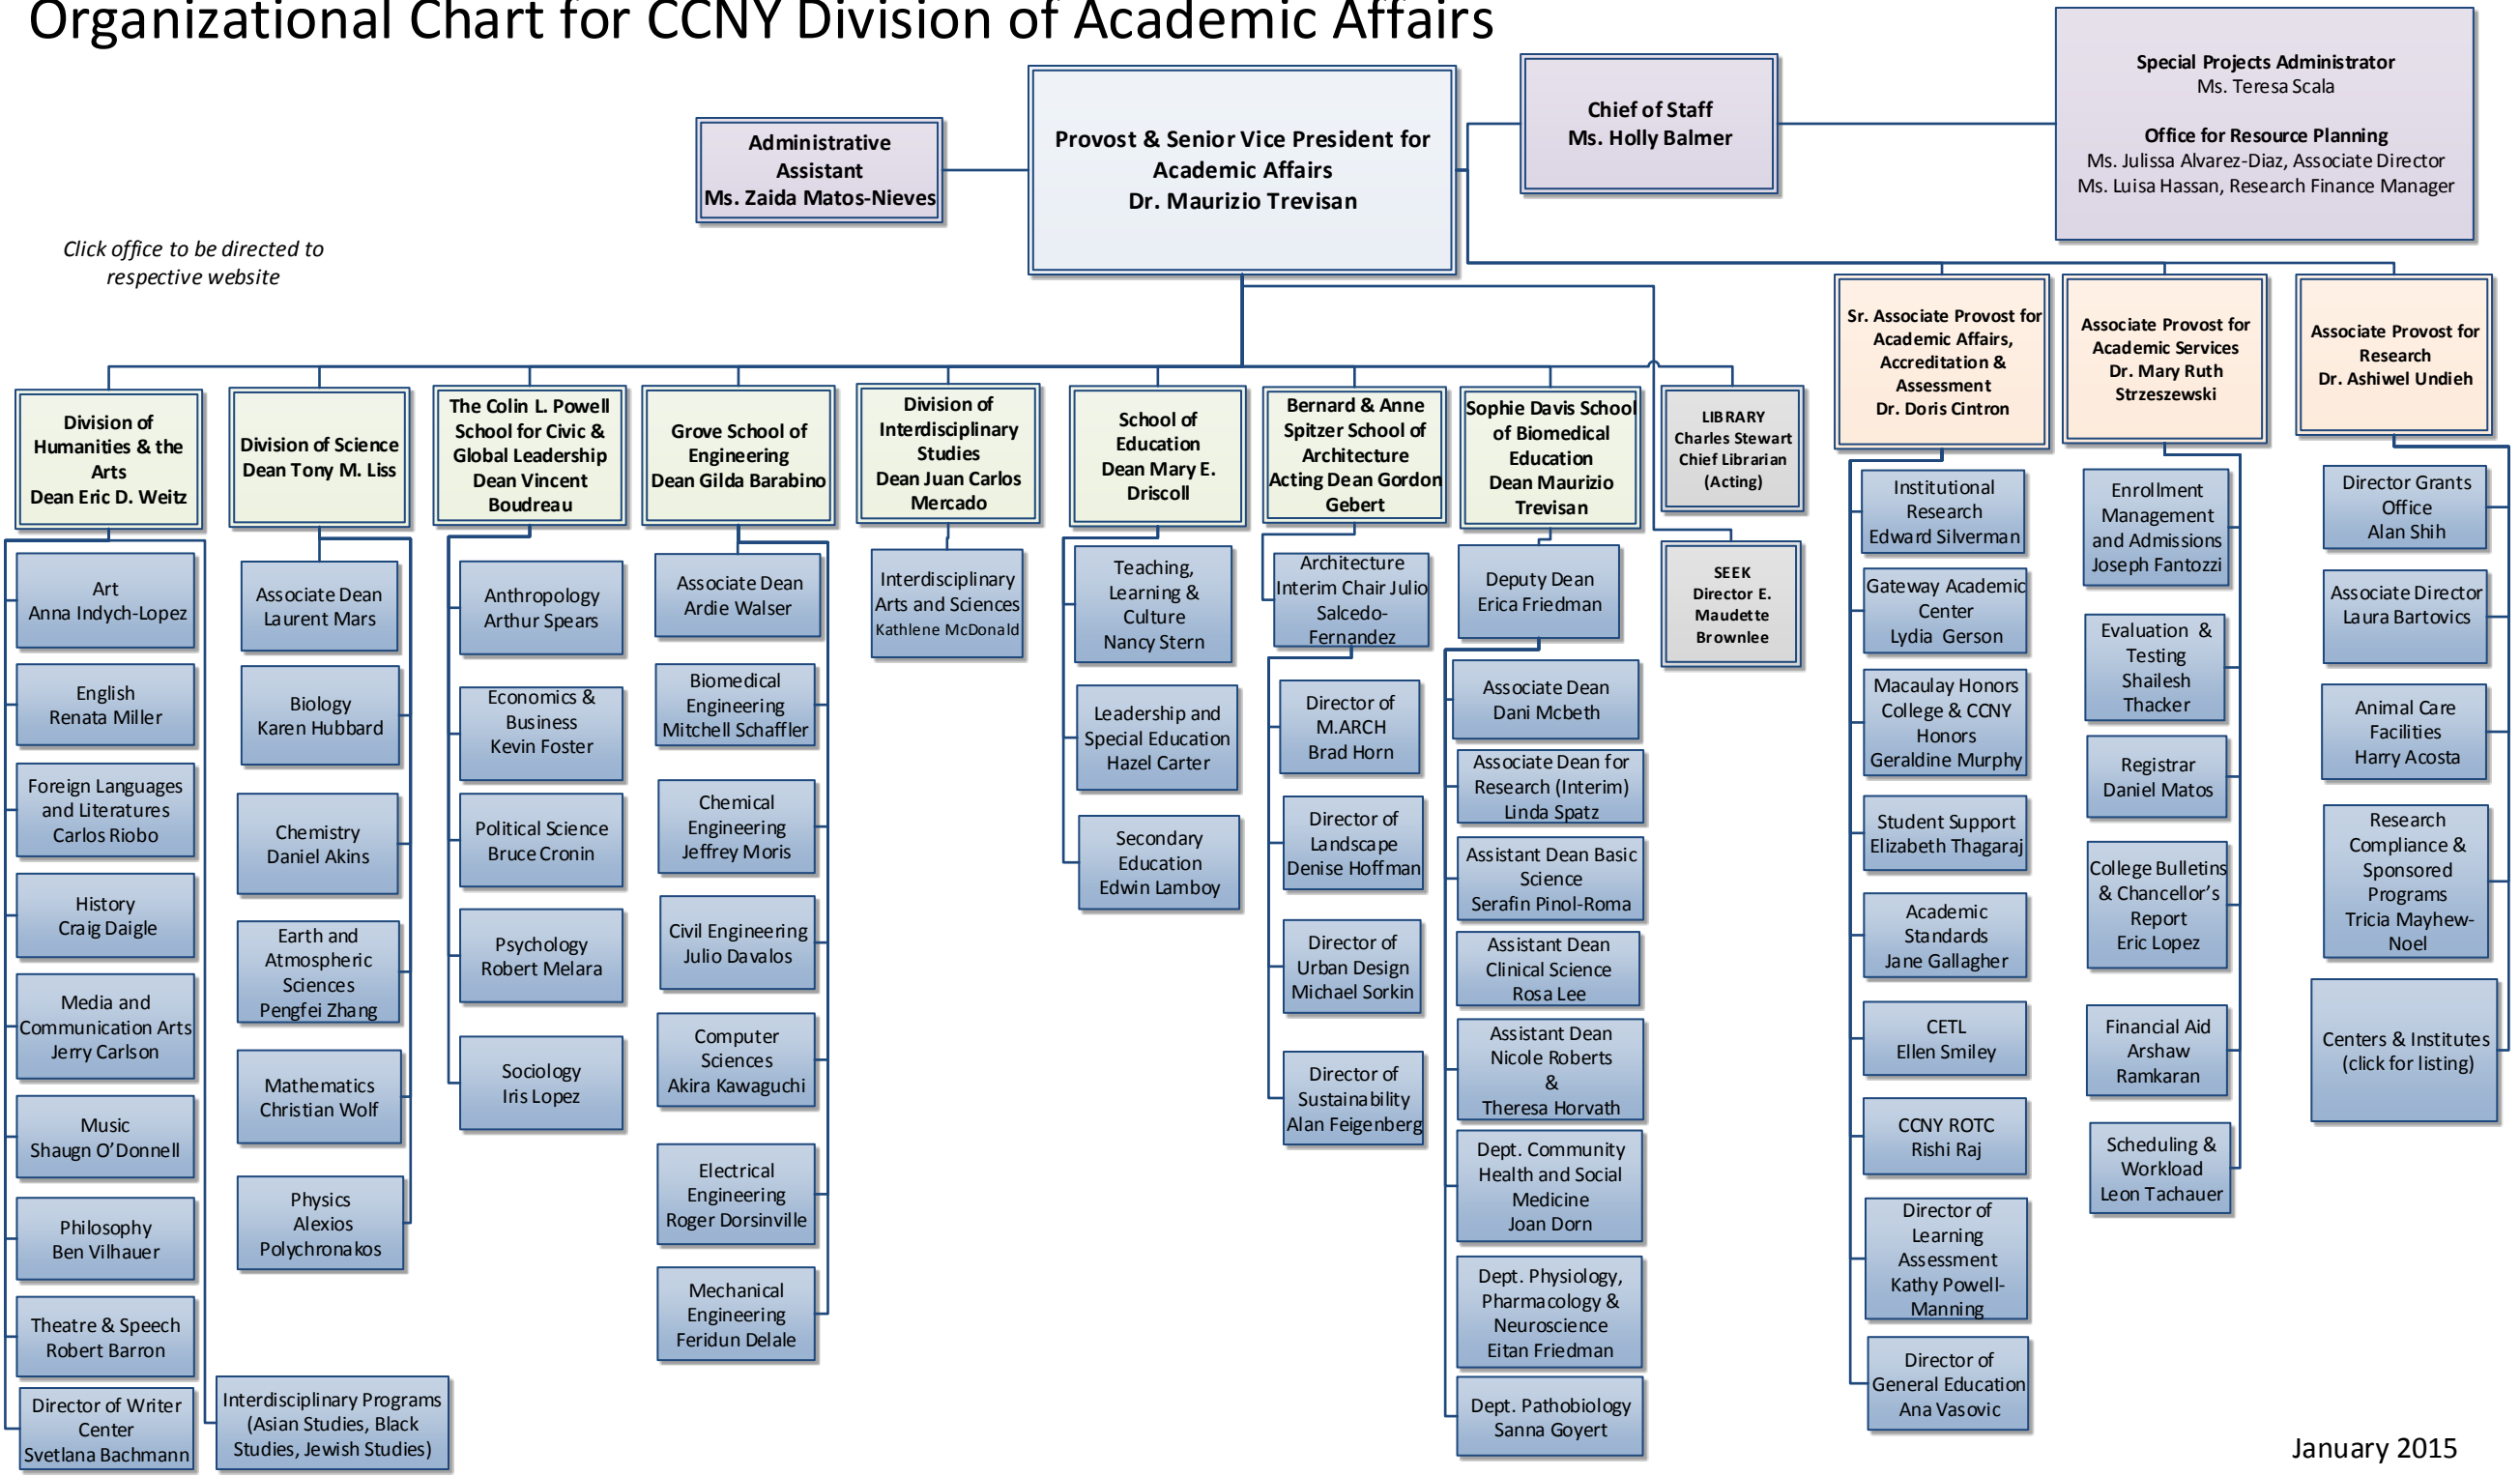 Organizational Chart for CCNY Division of Academic Affairs
Special Projects Administrator
Ms. Teresa Scala
Office for Resource Planning
Ms. Julissa Alvarez-Diaz, Associate Director
Ms. Luisa Hassan, Research Finance Manager
Chief of Staff
Ms. Holly Balmer
Provost & Senior Vice President for
Academic Affairs
Dr. Maurizio Trevisan
Administrative
Assistant
Ms. Zaida Matos-Nieves
Click office to be directed to
respective website
Division of
Humanities & the
Arts
Dean Eric D. Weitz
Division of Science
Dean Tony M. Liss
The Colin L. Powell
School for Civic &
Global Leadership
Dean Vincent
Boudreau
Grove School of
Engineering
Dean Gilda Barabino
Division of
Interdisciplinary
Studies
Dean Juan Carlos
Mercado
School of
Education
Dean Mary E.
Driscoll
Bernard & Anne
Spitzer School of
Architecture
Acting Dean Gordon
Gebert
Sophie Davis School
of Biomedical
Education
Dean Maurizio
Trevisan
LIBRARY
Charles Stewart
Chief Librarian
(Acting)
SEEK
Director E.
Maudette
Brownlee
Sr. Associate Provost for
Academic Affairs,
Accreditation &
Assessment
Dr. Doris Cintron
Associate Provost for
Academic Services
Dr. Mary Ruth
Strzeszewski
Associate Provost for
Research
Dr. Ashiwel Undieh
Art
Anna Indych-Lopez
English
Renata Miller
Foreign Languages
and Literatures
Carlos Riobo
History
Craig Daigle
Media and
Communication Arts
Jerry Carlson
Music
Shaugn O’Donnell
Philosophy
Ben Vilhauer
Theatre & Speech
Robert Barron
Director of Writer
Center
Svetlana Bachmann
Interdisciplinary Programs
(Asian Studies, Black
Studies, Jewish Studies)
Associate Dean
Laurent Mars
Biology
Karen Hubbard
Chemistry
Daniel Akins
Earth and
Atmospheric
Sciences
Pengfei Zhang
Mathematics
Christian Wolf
Physics
Alexios
Polychronakos
Anthropology
Arthur Spears
Economics &
Business
Kevin Foster
Political Science
Bruce Cronin
Psychology
Robert Melara
Sociology
Iris Lopez
Associate Dean
Ardie Walser
Biomedical
Engineering
Mitchell Schaffler
Chemical
Engineering
Jeffrey Moris
Civil Engineering
Julio Davalos
Computer
Sciences
Akira Kawaguchi
Electrical
Engineering
Roger Dorsinville
Mechanical
Engineering
Feridun Delale
Interdisciplinary
Arts and Sciences
Kathlene McDonald
Teaching,
Learning &
Culture
Nancy Stern
Leadership and
Special Education
Hazel Carter
Secondary
Education
Edwin Lamboy
Architecture
Interim Chair Julio
Salcedo-
Fernandez
Director of
M.ARCH
Brad Horn
Director of
Landscape
Denise Hoffman
Director of
Urban Design
Michael Sorkin
Director of
Sustainability
Alan Feigenberg
Deputy Dean
Erica Friedman
Associate Dean
Dani Mcbeth
Associate Dean for
Research (Interim)
Linda Spatz
Assistant Dean Basic
Science
Serafin Pinol-Roma
Assistant Dean
Clinical Science
Rosa Lee
Assistant Dean
Nicole Roberts
&
Theresa Horvath
Dept. Community
Health and Social
Medicine
Joan Dorn
Dept. Physiology,
Pharmacology &
Neuroscience
Eitan Friedman
Dept. Pathobiology
Sanna Goyert
Institutional
Research
Edward Silverman
Gateway Academic
Center
Lydia Gerson
Macaulay Honors
College & CCNY
Honors
Geraldine Murphy
Student Support
Elizabeth Thagaraj
Academic
Standards
Jane Gallagher
CETL
Ellen Smiley
CCNY ROTC
Rishi Raj
Director of
Learning
Assessment
Kathy Powell-
Manning
Director of
General Education
Ana Vasovic
Enrollment
Management
and Admissions
Joseph Fantozzi
Evaluation &
Testing
Shailesh
Thacker
Registrar
Daniel Matos
College Bulletins
& Chancellor’s
Report
Eric Lopez
Financial Aid
Arshaw
Ramkaran
Scheduling &
Workload
Leon Tachauer
Director Grants
Office
Alan Shih
Associate Director
Laura Bartovics
Animal Care
Facilities
Harry Acosta
Research
Compliance &
Sponsored
Programs
Tricia Mayhew-
Noel
Centers & Institutes
(click for listing)
January 2015